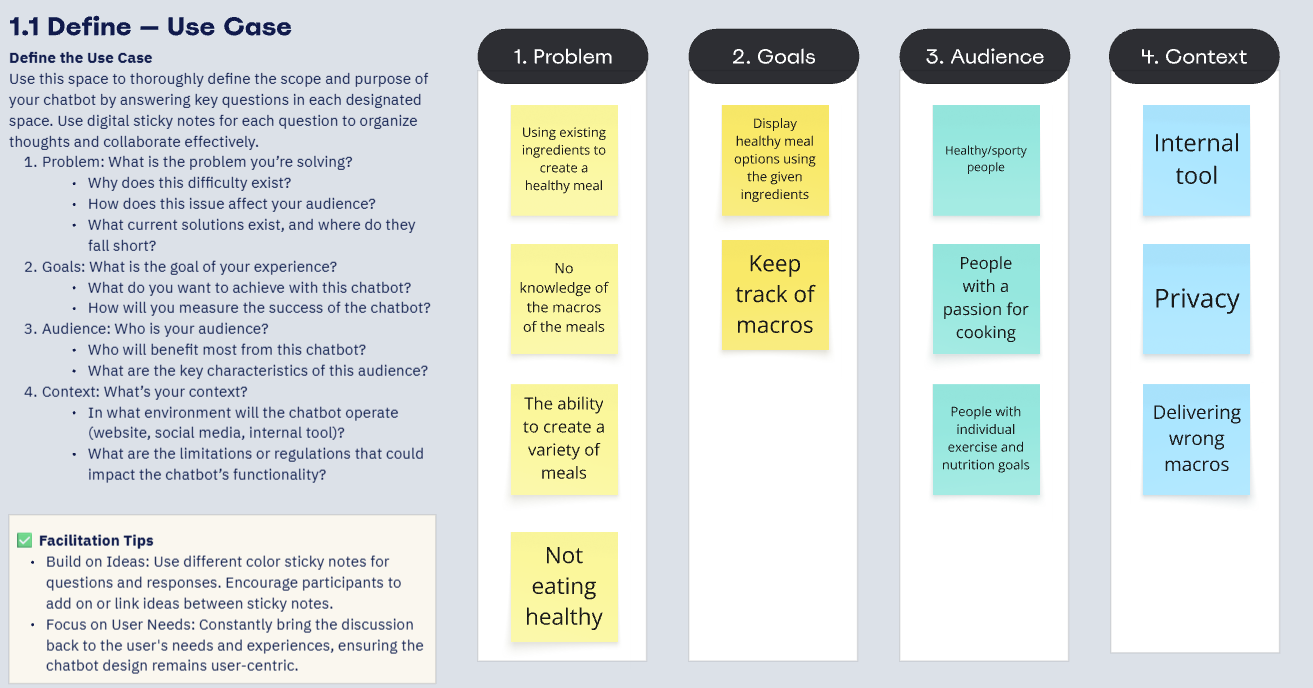 1.1 Define — Use Case
Define the Use Case
Use this space to thoroughly define the scope and purpose of
your chatbot by answering key questions in each designated
space. Use digital sticky notes for each question to organize
thoughts and collaborate effectively.
1. Problem: What is the problem you're solving?
• Why does this difficulty exist?
• How does this issue affect your audience?
• What current solutions exist, and where do they
fall short?
2. Goals: What is the goal of your experience?
• What do you want to achieve with this chatbot?
• How will you measure the success of the chatbot?
3. Audience: Who is your audience?
• Who will benefit most from this chatbot?
• What are the key characteristics of this audience?
4. Context: What's your context?
• In what environment will the chatbot operate
(website, social media, internal tool)?
• What are the limitations or regulations that could
impact the chatbot's functionality?
✅ Facilitation Tips
• Build on Ideas: Use different color sticky notes for
questions and responses. Encourage participants to
add on or link ideas between sticky notes.
• Focus on User Needs: Constantly bring the discussion
back to the user's needs and experiences, ensuring the
chatbot design remains user-centric.
1. Problem
Using existing
ingredients to
create a
healthy meal
No
knowledge of
the macros
of the meals
The ability
to create a
variety of
meals
Not
eating
healthy
2. Goals
Display
healthy meal
options using
the given
ingredients
Keep
track of
macros
3. Audience
Healthy/sporty
people
People
with a
passion for
cooking
People with
individual
exercise and
nutrition goals
4. Context
Internal
tool
Privacy
Delivering
wrong
macros